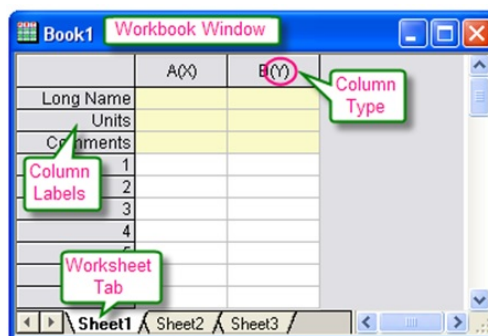 Book1
Workbook Window
A(X)
B(Y)
Column
Type
Long Name
Units
Comments
Column
Labels
1
2
3
4
Worksheet
Tab
Sheet1
Sheet2
Sheet3